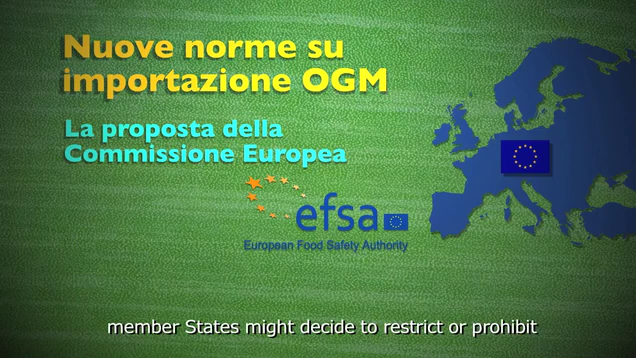 Nuove norme su
importazione OGM
La proposta della
Commissione Europea
efsa
European Food Safety Authority
member States might decide to restrict or prohibit